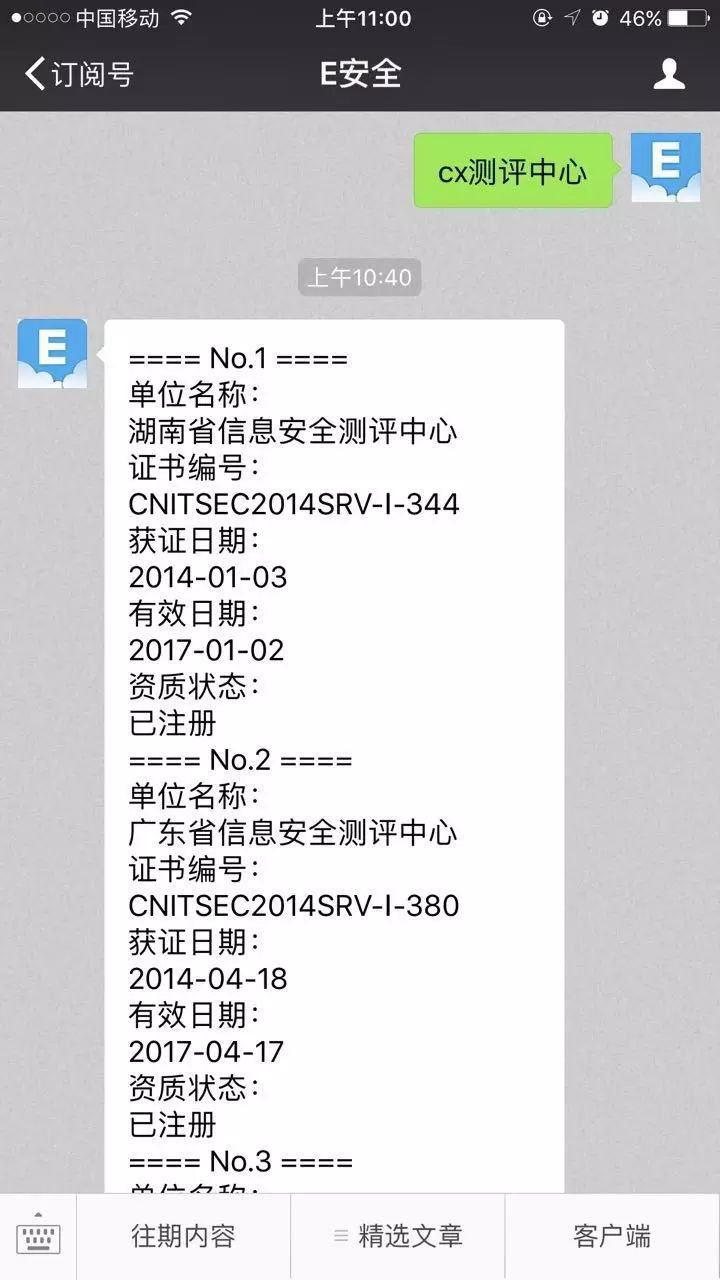 中国移动 上午11:00 46%
订阅号 E安全
cx测评中心 E
上午10:40
E
==== No.1 ====
单位名称：
湖南省信息安全测评中心
证书编号：
CNITSEC2014SRV-I-344
获证日期：
2014-01-03
有效日期：
2017-01-02
资质状态：
已注册
==== No.2 ====
单位名称：
广东省信息安全测评中心
证书编号：
CNITSEC2014SRV-I-380
获证日期：
2014-04-18
有效日期：
2017-04-17
资质状态：
已注册
==== No.3 ====
单位名称：
往期内容 精选文章 客户端